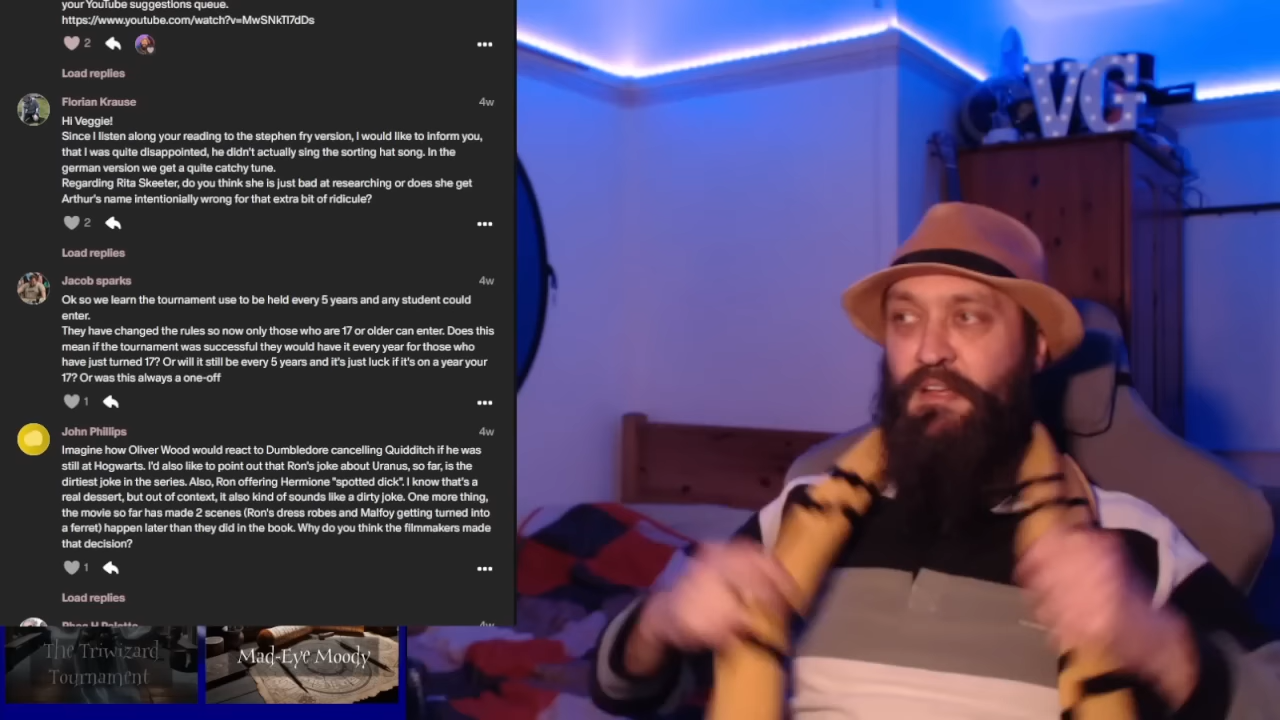 your YouTube suggestions queue.
https://www.youtube.com/watch?v=MwSNkTl7dDs
2
Load replies
Florian Krause 4w
Hi Veggie!
Since I listen along your reading to the stephen fry version, I would like to inform you,
that I was quite disappointed, he didn't actually sing the sorting hat song. In the
german version we get a quite catchy tune.
Regarding Rita Skeeter, do you think she is just bad at researching or does she get
Arthur's name intentionially wrong for that extra bit of ridicule?
2
Load replies
Jacob sparks 4w
Ok so we learn the tournament use to be held every 5 years and any student could
enter.
They have changed the rules so now only those who are 17 or older can enter. Does this
mean if the tournament was successful they would have it every year for those who
have just turned 17? Or will it still be every 5 years and it's just luck if it's on a year your
17? Or was this always a one-off
1
John Phillips 4w
Imagine how Oliver Wood would react to Dumbledore cancelling Quidditch if he was
still at Hogwarts. I'd also like to point out that Ron's joke about Uranus, so far, is the
dirtiest joke in the series. Also, Ron offering Hermione "spotted dick". I know that's a
real dessert, but out of context, it also kind of sounds like a dirty joke. One more thing,
the movie so far has made 2 scenes (Ron's dress robes and Malfoy getting turned into
a ferret) happen later than they did in the book. Why do you think the filmmakers made
that decision?
1
Load replies
The Triwizard
Tournament
Mad-Eye Moody
VG